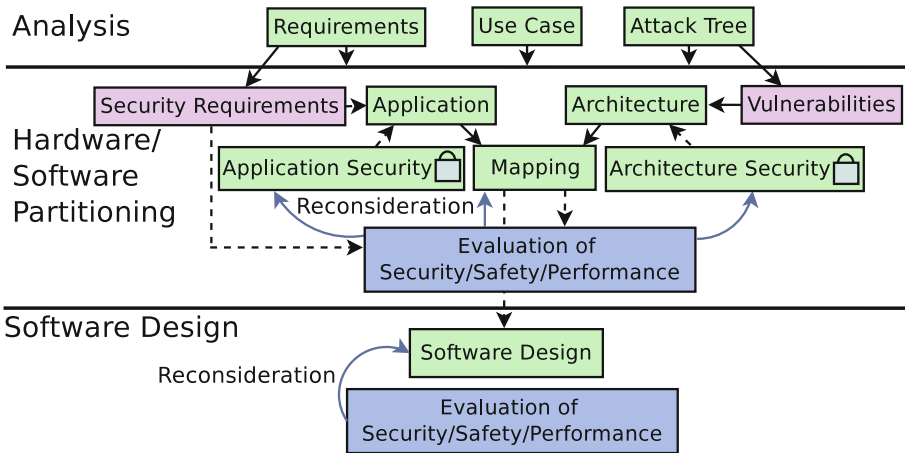 Analysis
Requirements
Use Case
Attack Tree
Security Requirements
Application
Architecture
Vulnerabilities
Hardware/
Software
Partitioning
Application Security
Mapping
Architecture Security
Reconsideration
Evaluation of
Security/Safety/Performance
Software Design
Software Design
Reconsideration
Evaluation of
Security/Safety/Performance